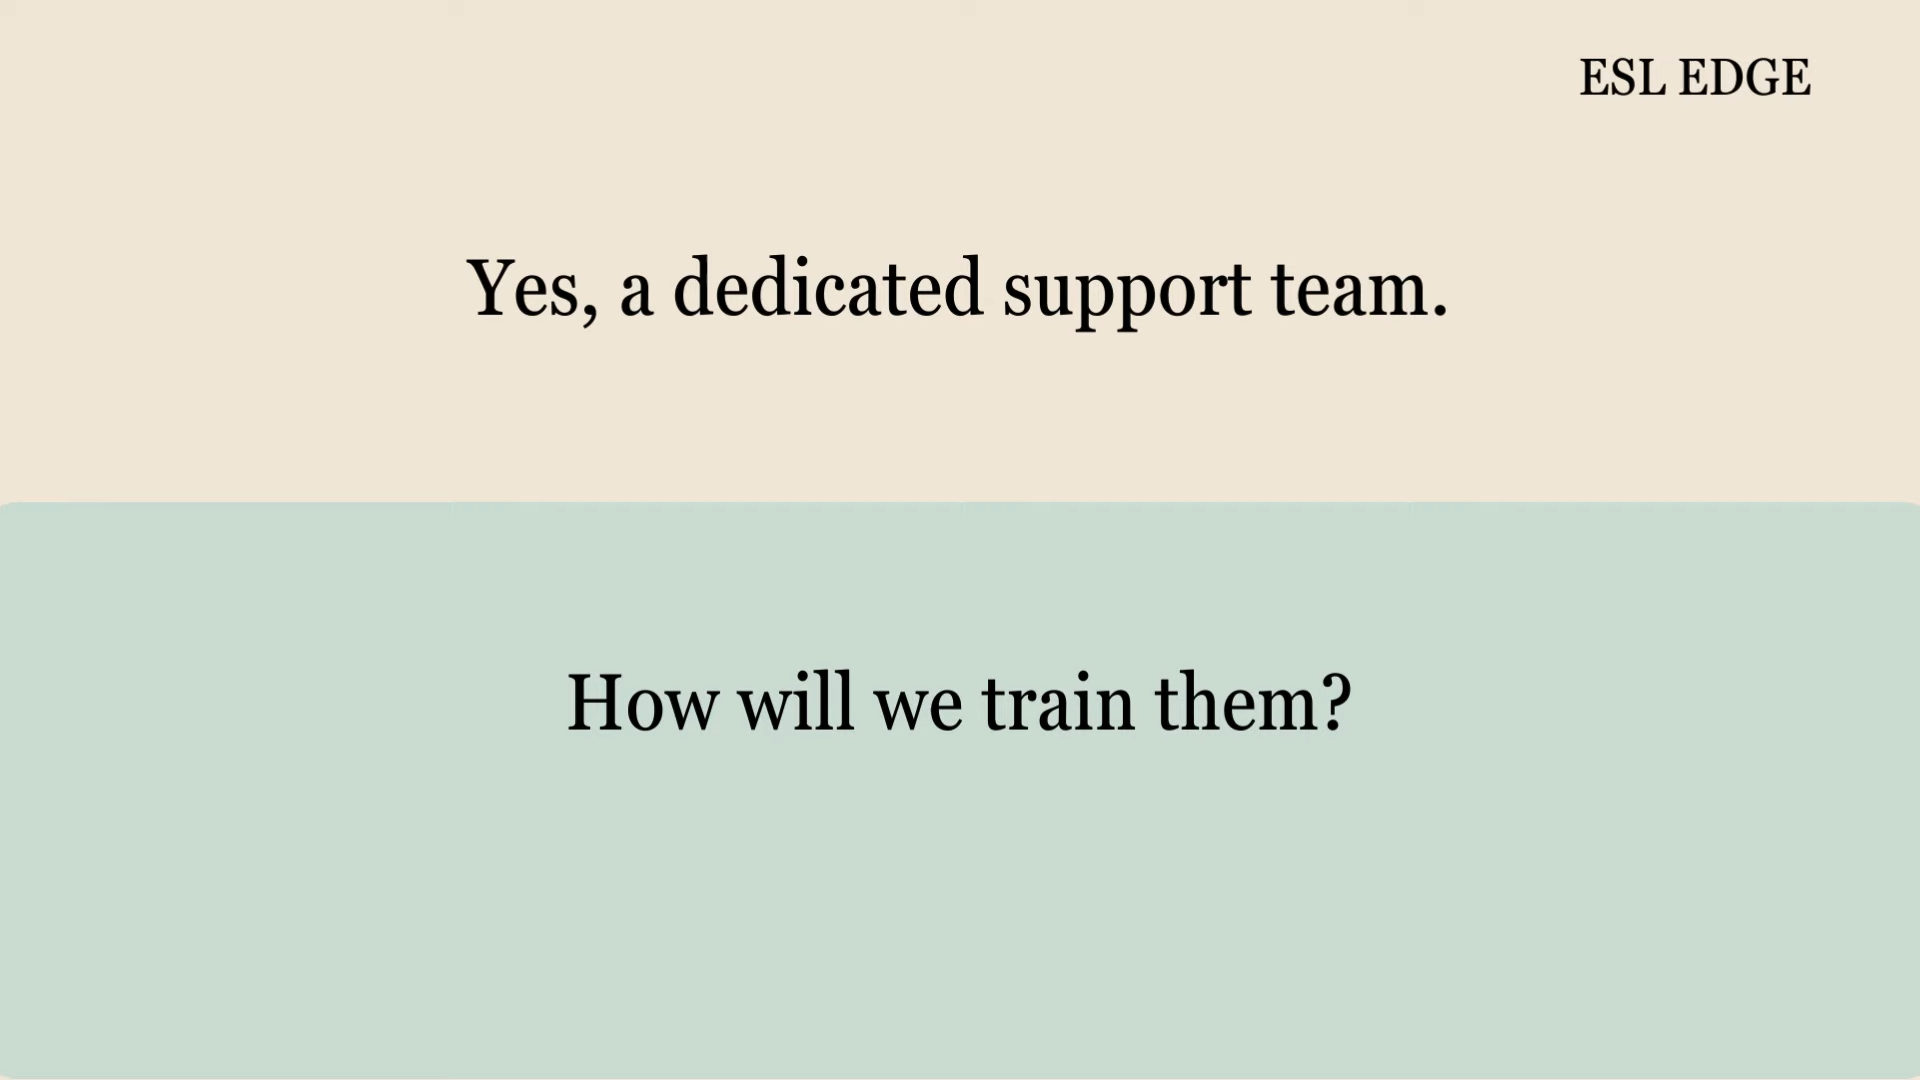 ESL EDGE
Yes, a dedicated support team.
How will we train them?